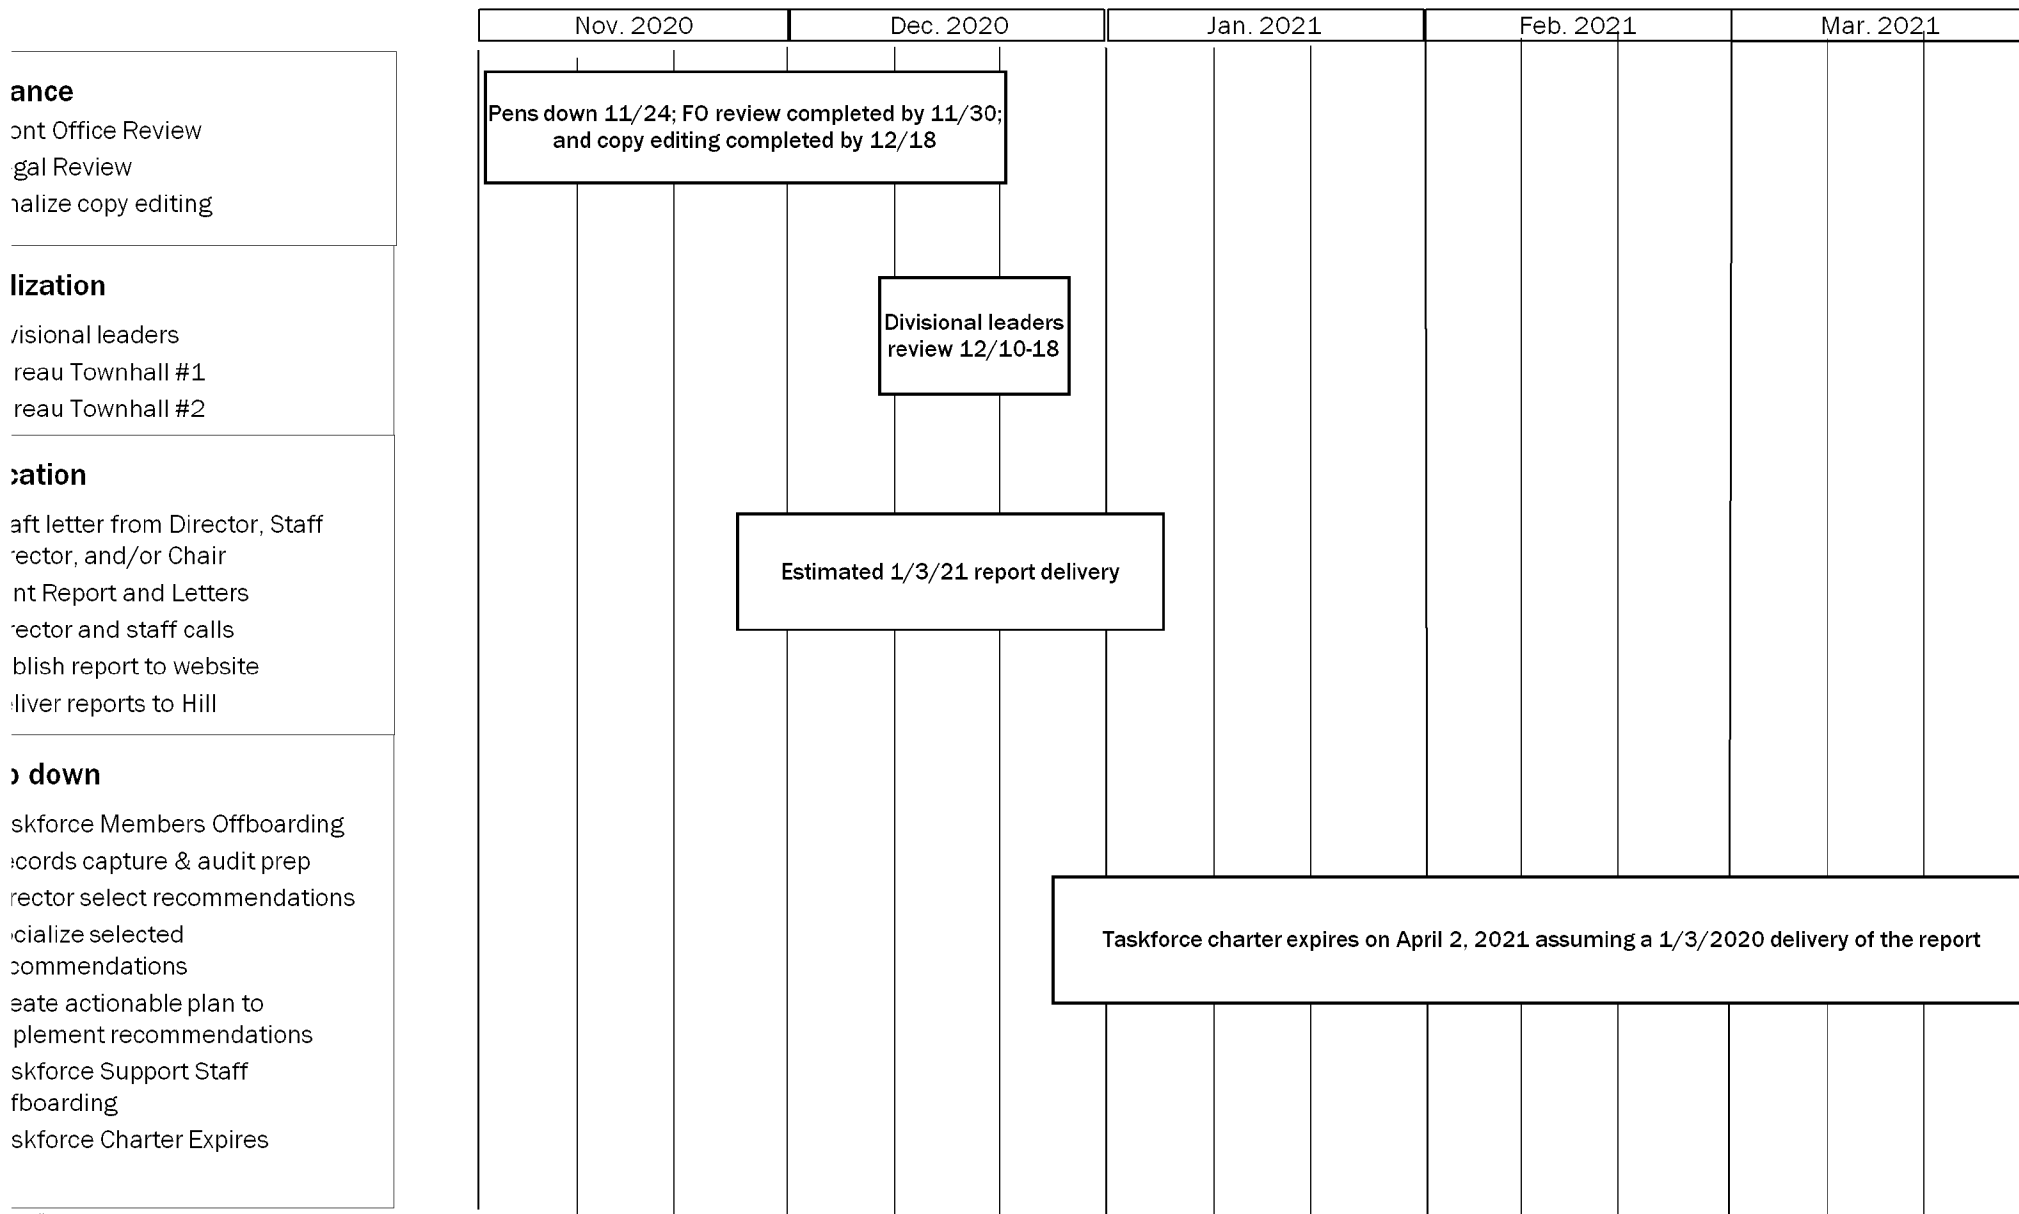 Nov. 2020 Dec. 2020 Jan. 2021 Feb. 2021 Mar. 2021
ance
ont Office Review
gal Review
nalize copy editing
Pens down 11/24; FO review completed by 11/30;
and copy editing completed by 12/18
lization
visional leaders
reau Townhall #1
reau Townhall #2
Divisional leaders
review 12/10-18
cation
aft letter from Director, Staff
rector, and/or Chair
nt Report and Letters
rector and staff calls
blish report to website
liver reports to Hill
Estimated 1/3/21 report delivery
p down
skforce Members Offboarding
ecords capture & audit prep
rector select recommendations
ocialize selected
commendations
eate actionable plan to
plement recommendations
skforce Support Staff
fboarding
skforce Charter Expires
Taskforce charter expires on April 2, 2021 assuming a 1/3/2020 delivery of the report